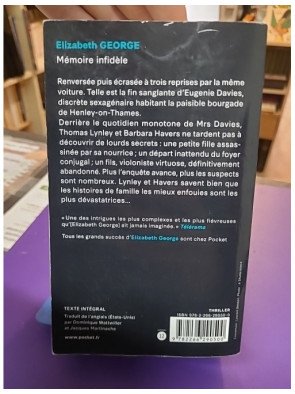 Elizabeth GEORGE
Mémoire infidèle
Renversée puis écrasée à trois reprises par la même
voiture. Telle est la fin sanglante d'Eugenie Davies,
discrète sexagénaire habitant la paisible bourgade
de Henley-on-Thames.
Derrière le quotidien monotone de Mrs Davies,
Thomas Lynley et Barbara Havers ne tardent pas à
découvrir de lourds secrets : une petite fille assas-
sinée par sa nourrice ; un départ inattendu du foyer
conjugal ; un fils, violoniste virtuose, définitivement
abandonné. Plus l'enquête avance, plus les suspects
sont nombreux. Lynley et Havers savent bien que
les histoires de famille les mieux enfouies sont les
plus dévastatrices...
« Une des intrigues les plus complexes et les plus fiévreuses
qu'[Elizabeth George] ait jamais imaginée. » Télérama
Tous les grands succès d'Elizabeth George sont chez Pocket
TEXTE INTÉGRAL
Traduit de l'anglais (États-Unis)
par Dominique Wattwiller
et Jacques Martinache
www.pocket.fr
THRILLER
9 782266 290500